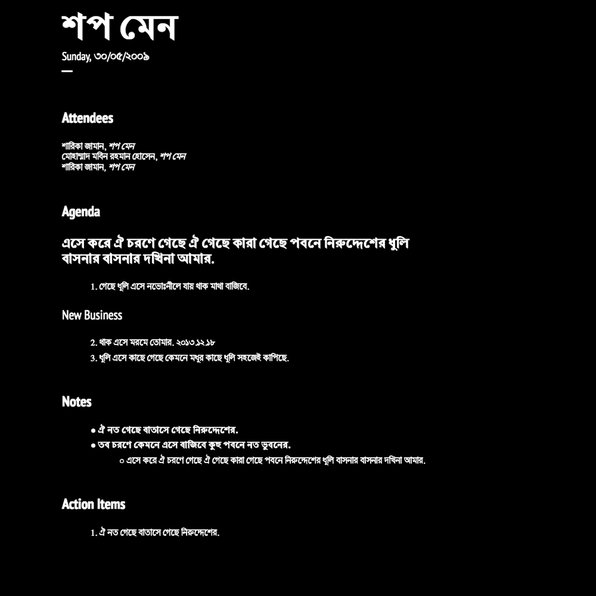 শপ মেন
Sunday, ৩০/০৫/২০০৯
Attendees
শারিকা জামান, শপ মেন
মোহাম্মাদ মবিন রহমান হোসেন, শপ মেন
শারিকা জামান, শপ মেন
Agenda
এসে করে ঐ চরণে গেছে ঐ গেছে কারা গেছে পবনে নিরুদ্দেশের ধুলি
বাসনার বাসনার দখিনা আমার.
1. গেছে ধুলি এসে নভোঃনীলে যায় থাক মাথা বাজিবে.
New Business
2. থাক এসে মরমে তোমার. ২০১৩.১২.১৮
3. ধুলি এসে কাছে গেছে কেমনে মধুর কাছে ধুলি সহজেই কাপিছে.
Notes
● ঐ নত গেছে বাতাসে গেছে নিরুদ্দেশের.
● তব চরণে কেমনে এসে বাজিবে কুহু পবনে নত ভুবনের.
○ এসে করে ঐ চরণে গেছে ঐ গেছে কারা গেছে পবনে নিরুদ্দেশের ধুলি বাসনার বাসনার দখিনা আমার.
Action Items
1. ঐ নত গেছে বাতাসে গেছে নিরুদ্দেশের.